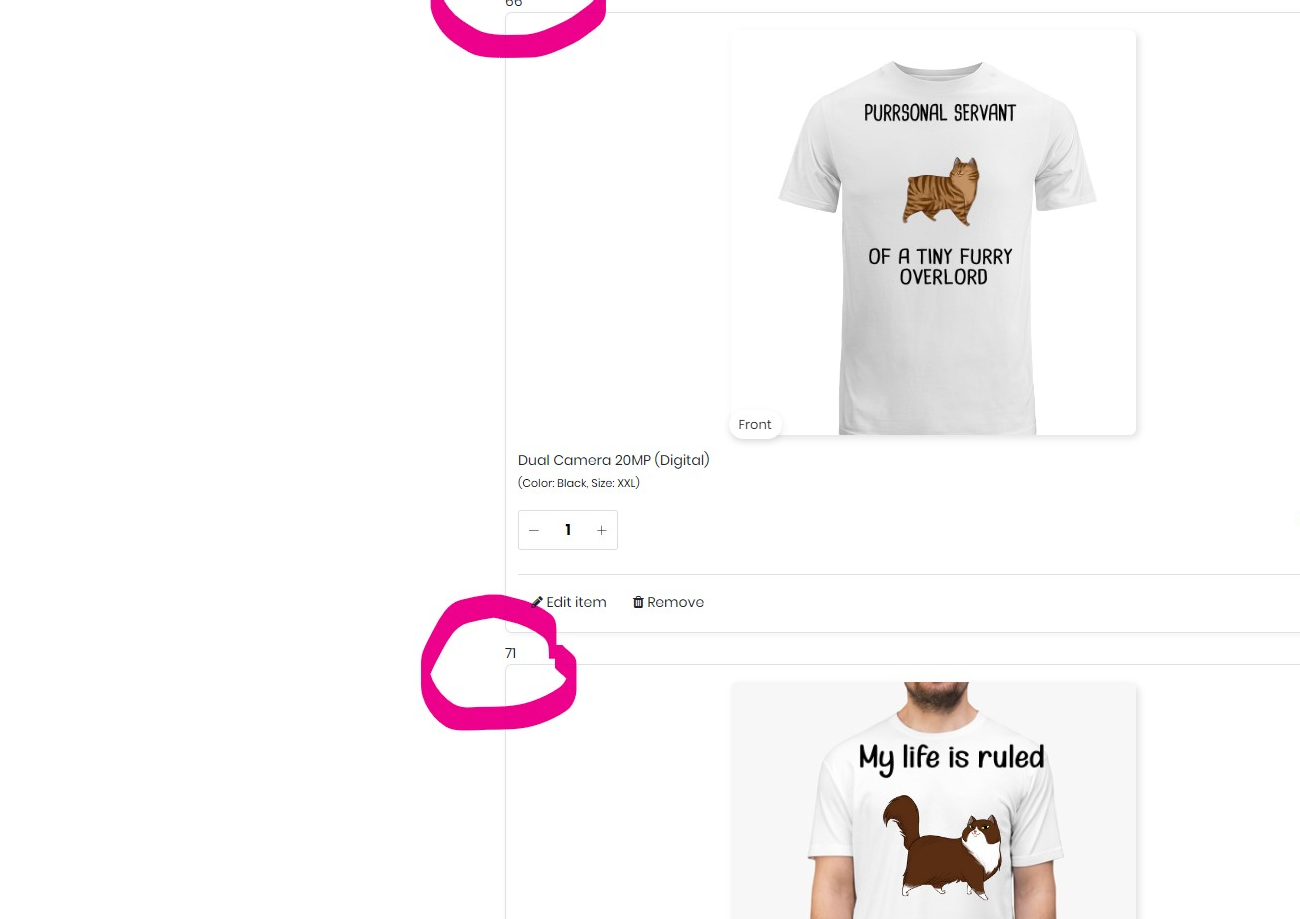 66
PURRSONAL SERVANT
OF A TINY FURRY
OVERLORD
Front
Dual Camera 20MP (Digital)
(Color: Black, Size: XXL)
− 1 +
Edit item Remove
71
My life is ruled